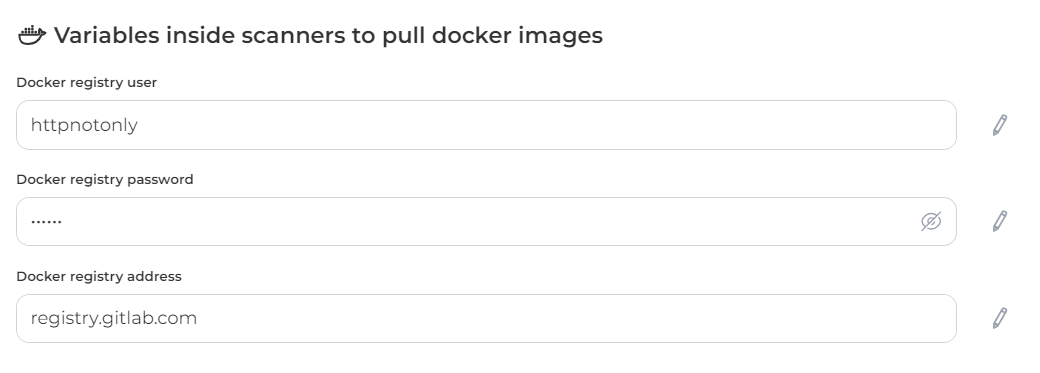 Variables inside scanners to pull docker images
Docker registry user
httpnotonly
Docker registry password
••••••
Docker registry address
registry.gitlab.com